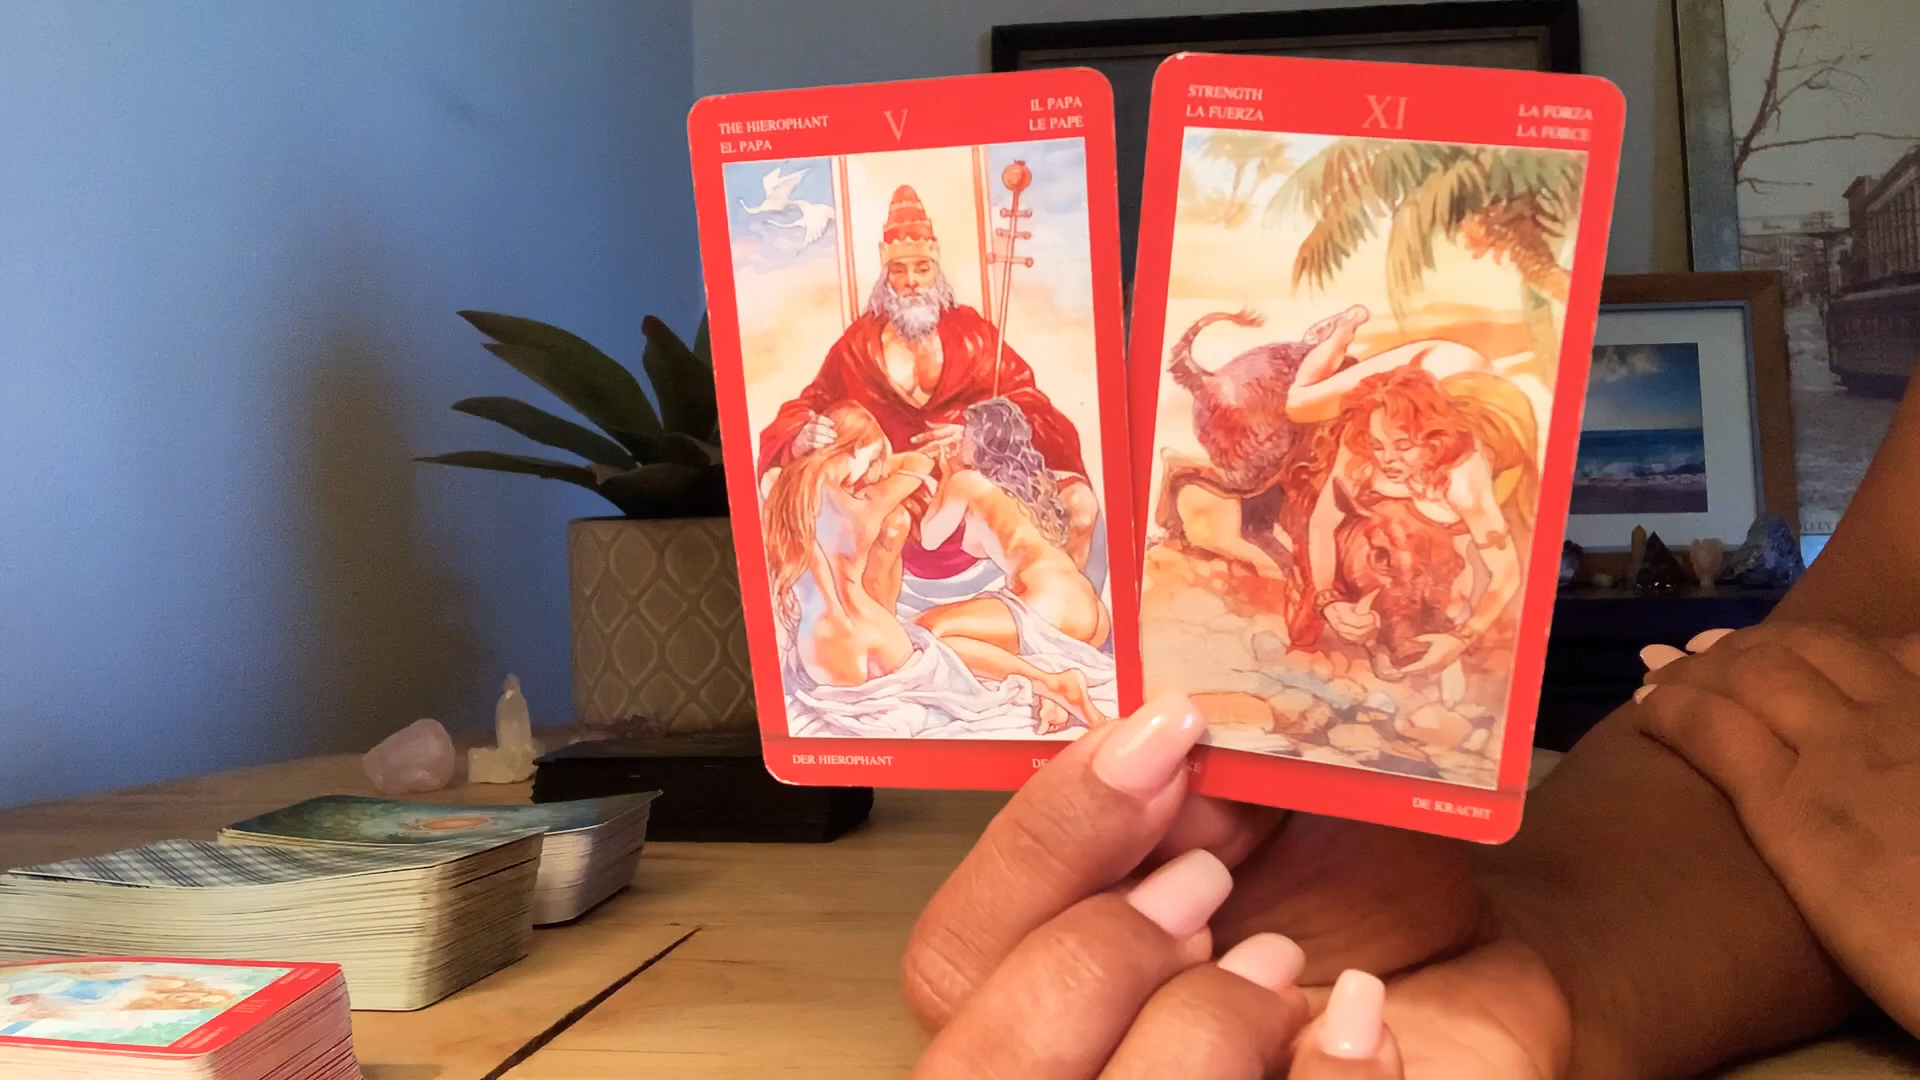 THE HIEROPHANT
EL PAPA
V
IL PAPA
LE PAPE
DER HIEROPHANT
DE
STRENGTH
LA FUERZA
XI
LA FORZA
LA FORCE
DE KRACHT